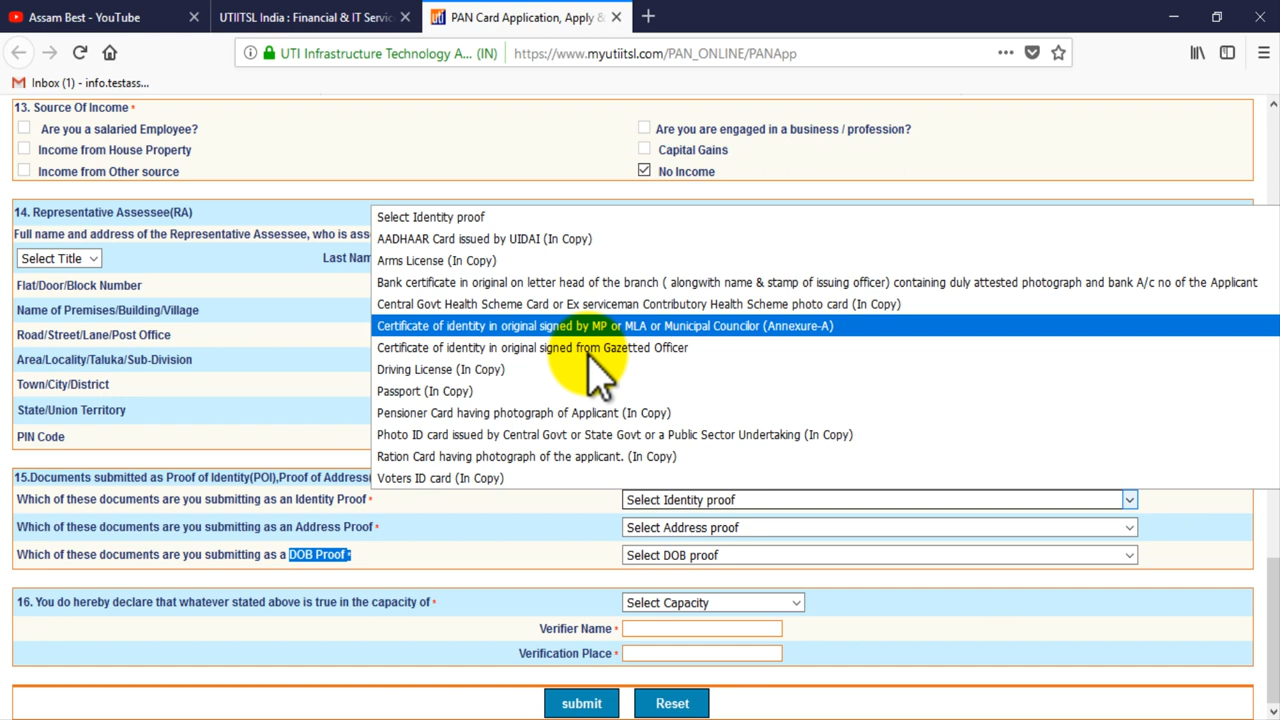 Assam Best - YouTube
UTIITSL India : Financial & IT Servic
PAN Card Application, Apply &
UTI Infrastructure Technology A... (IN)
https://www.myutiitsl.com/PAN_ONLINE/PANApp
Inbox (1) - info.testass...
13. Source Of Income *
Are you a salaried Employee?
Are you are engaged in a business / profession?
Income from House Property
Capital Gains
Income from Other source
No Income
14. Representative Assessee(RA)
Full name and address of the Representative Assessee, who is ass
Select Title
Last Nam
Flat/Door/Block Number
Name of Premises/Building/Village
Road/Street/Lane/Post Office
Area/Locality/Taluka/Sub-Division
Town/City/District
State/Union Territory
PIN Code
Select Identity proof
AADHAAR Card issued by UIDAI (In Copy)
Arms License (In Copy)
Bank certificate in original on letter head of the branch ( alongwith name & stamp of issuing officer) containing duly attested photograph and bank A/c no of the Applicant
Central Govt Health Scheme Card or Ex serviceman Contributory Health Scheme photo card (In Copy)
Certificate of identity in original signed by MP or MLA or Municipal Councilor (Annexure-A)
Certificate of identity in original signed from Gazetted Officer
Driving License (In Copy)
Passport (In Copy)
Pensioner Card having photograph of Applicant (In Copy)
Photo ID card issued by Central Govt or State Govt or a Public Sector Undertaking (In Copy)
Ration Card having photograph of the applicant. (In Copy)
Voters ID card (In Copy)
15.Documents submitted as Proof of Identity(POI),Proof of Address(
Which of these documents are you submitting as an Identity Proof *
Select Identity proof
Which of these documents are you submitting as an Address Proof *
Select Address proof
Which of these documents are you submitting as a DOB Proof *
Select DOB proof
16. You do hereby declare that whatever stated above is true in the capacity of *
Select Capacity
Verifier Name *
Verification Place *
submit
Reset